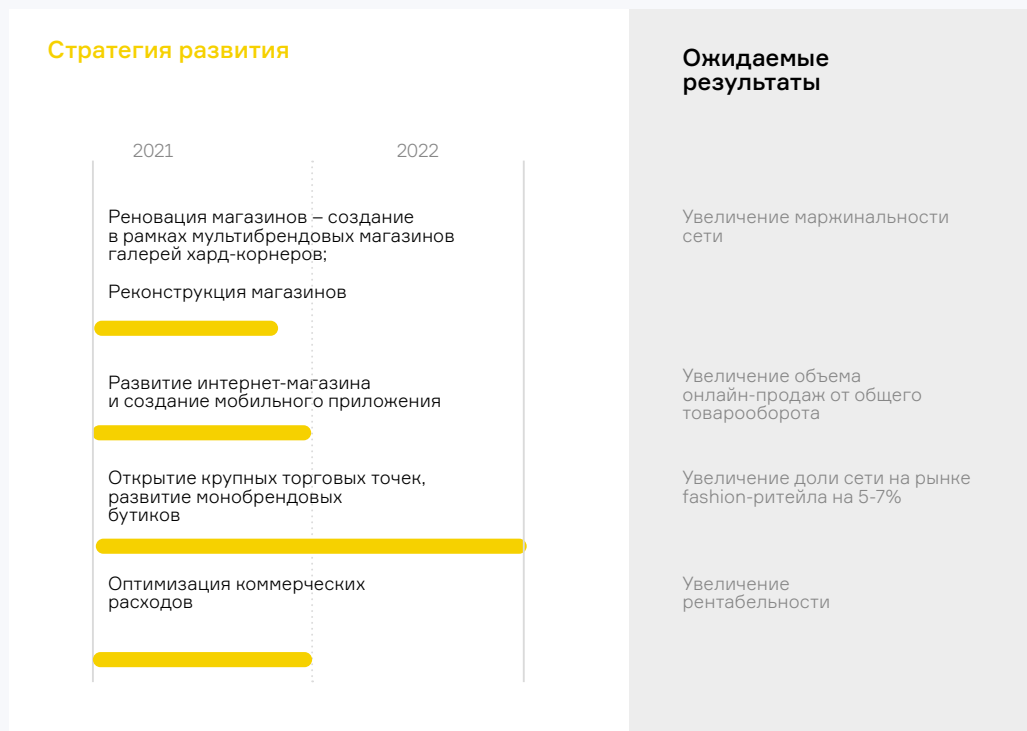 Стратегия развития
2021
2022
Реновация магазинов – создание
в рамках мультибрендовых магазинов
галерей хард-корнеров;
Реконструкция магазинов
Развитие интернет-магазина
и создание мобильного приложения
Открытие крупных торговых точек,
развитие монобрендовых
бутиков
Оптимизация коммерческих
расходов
Ожидаемые
результаты
Увеличение маржинальности
сети
Увеличение объема
онлайн-продаж от общего
товарооборота
Увеличение доли сети на рынке
fashion-ритейла на 5-7%
Увеличение
рентабельности